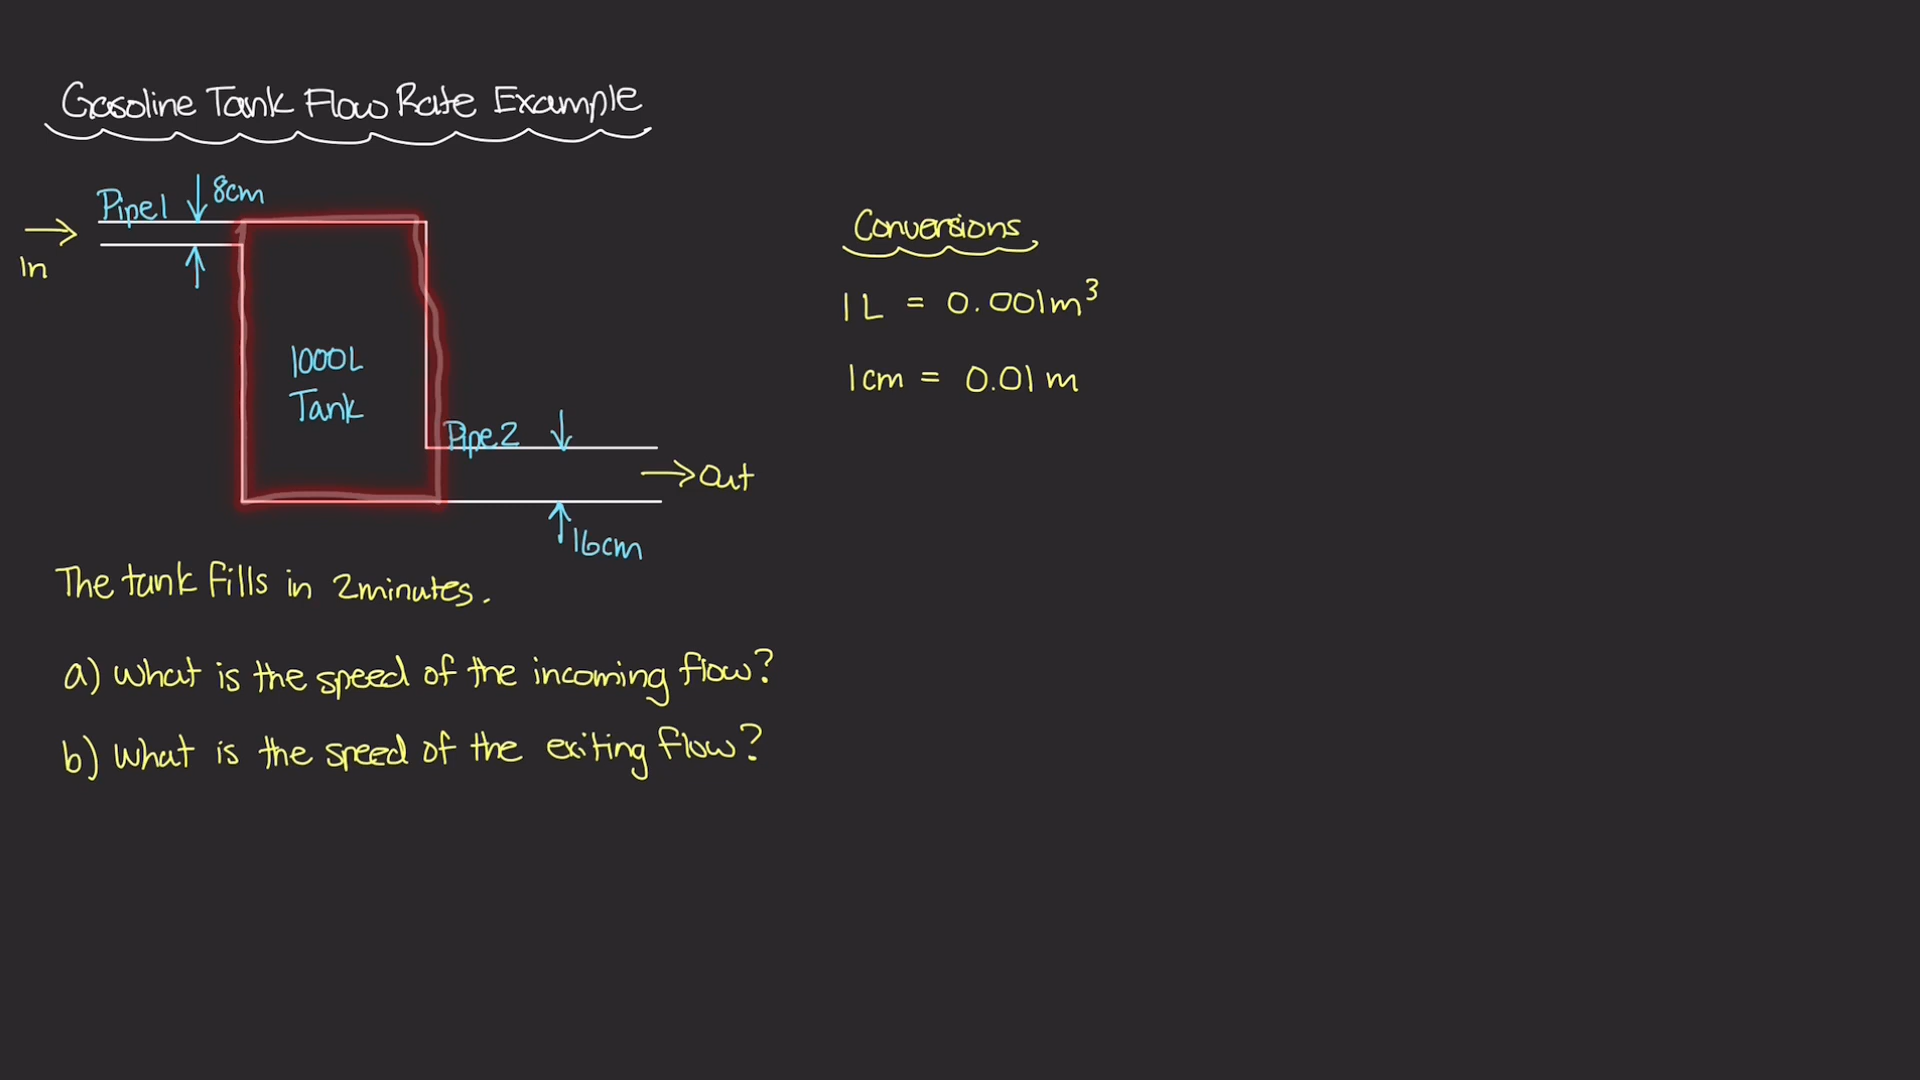 Gasoline Tank Flow Rate Example
Pipe1 8cm
In
1000L
Tank
Pipe2
Out
16cm
The tank fills in 2minutes.
a) What is the speed of the incoming flow?
b) What is the speed of the exiting flow?
Conversions
1L = 0.001m³
1cm = 0.01m